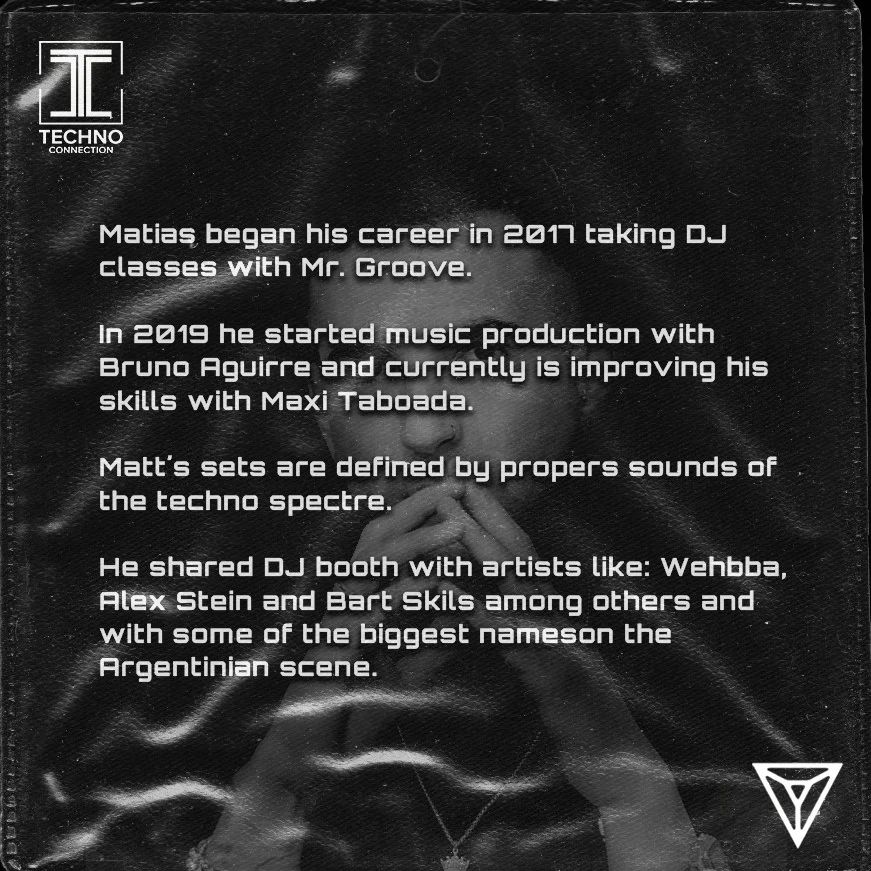 TECHNO
CONNECTION
Matias began his career in 2017 taking DJ
classes with Mr. Groove.
In 2019 he started music production with
Bruno Aguirre and currently is improving his
skills with Maxi Taboada.
Matt's sets are defined by propers sounds of
the techno spectre.
He shared DJ booth with artists like: Wehbba,
Alex Stein and Bart Skils among others and
with some of the biggest nameson the
Argentinian scene.